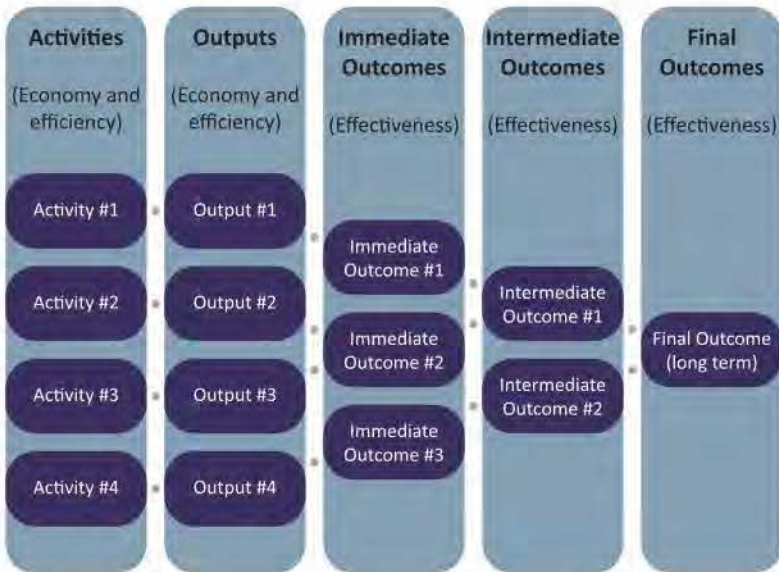 Activities
(Economy and
efficiency)
Activity #1
Activity #2
Activity #3
Activity #4
Outputs
(Economy and
efficiency)
Output #1
Output #2
Output #3
Output #4
Immediate
Outcomes
(Effectiveness)
Immediate
Outcome #1
Immediate
Outcome #2
Immediate
Outcome #3
Intermediate
Outcomes
(Effectiveness)
Intermediate
Outcome #1
Intermediate
Outcome #2
Final
Outcomes
(Effectiveness)
Final Outcome
(long term)